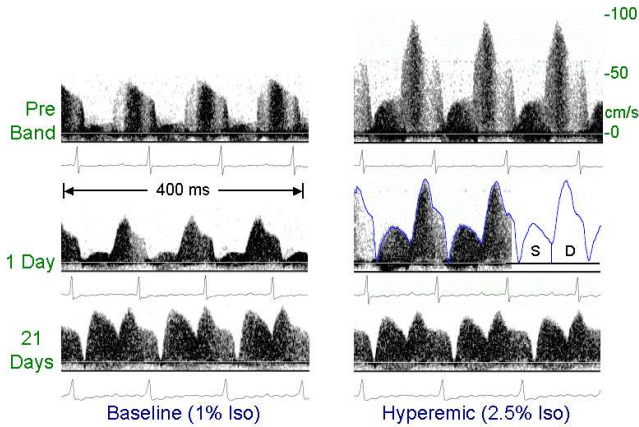 -100
-50
cm/s
-0
Pre
Band
400 ms
S D
1 Day
21
Days
Baseline (1% Iso)
Hyperemic (2.5% Iso)